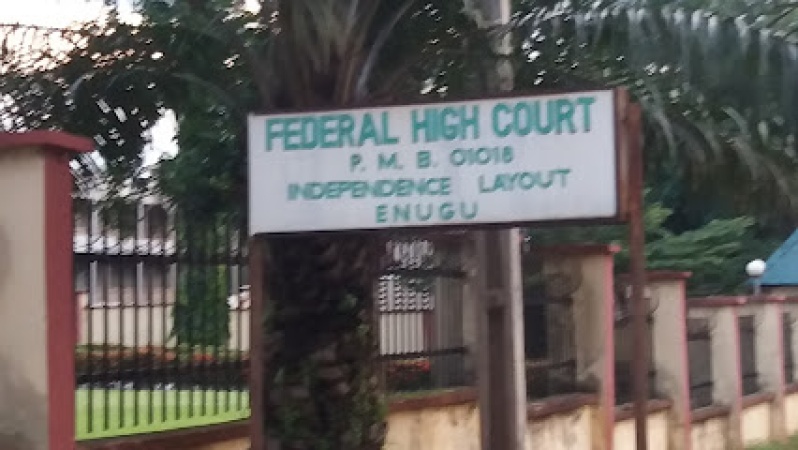 FEDERAL HIGH COURT
P. M. B. 01018
INDEPENDENCE LAYOUT
ENUGU